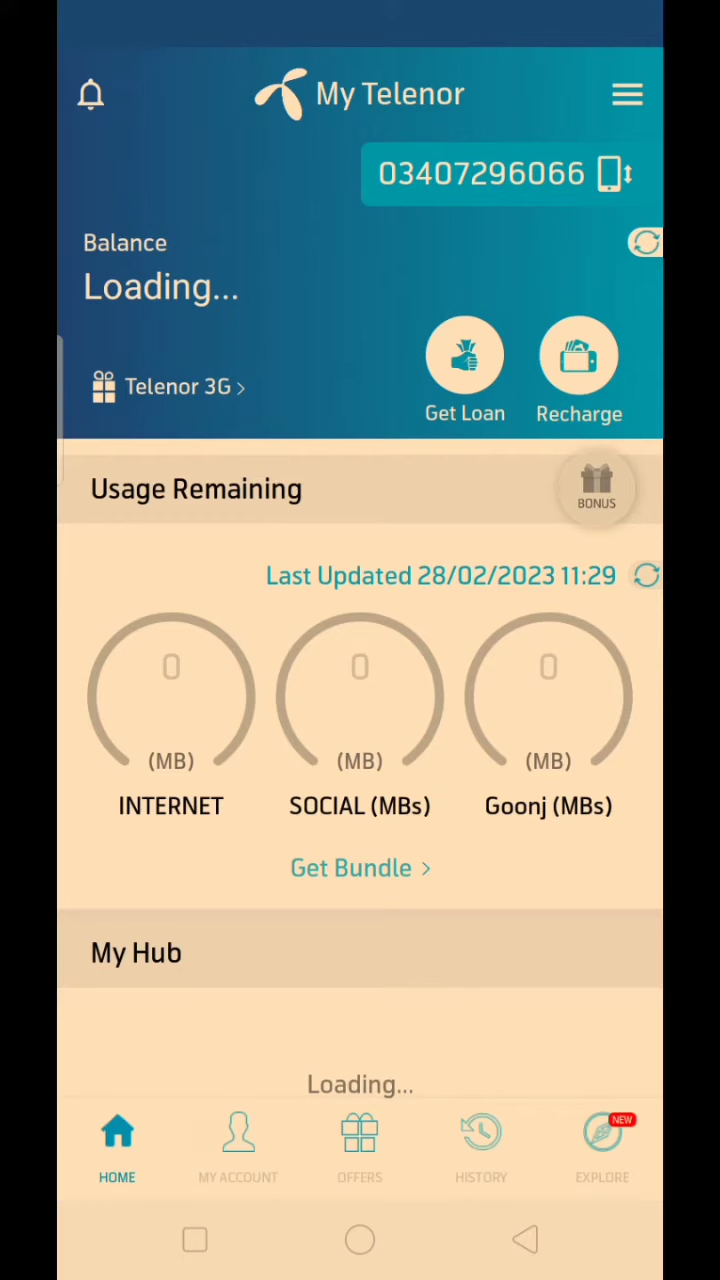 My Telenor
03407296066
Balance
Loading...
Telenor 3G
Get Loan
Recharge
Usage Remaining
BONUS
Last Updated 28/02/2023 11:29
0
0
0
(MB)
(MB)
(MB)
INTERNET
SOCIAL (MBs)
Goonj (MBs)
Get Bundle
My Hub
Loading...
NEW
HOME
MY ACCOUNT
OFFERS
HISTORY
EXPLORE